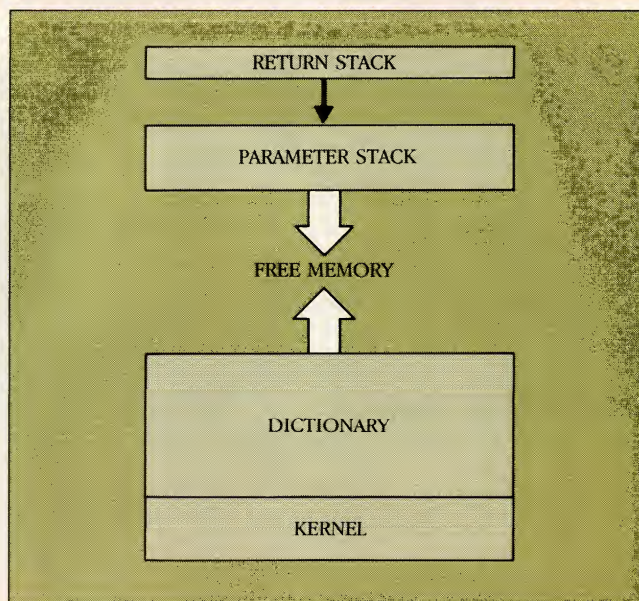 RETURN STACK
PARAMETER STACK
FREE MEMORY
DICTIONARY
KERNEL